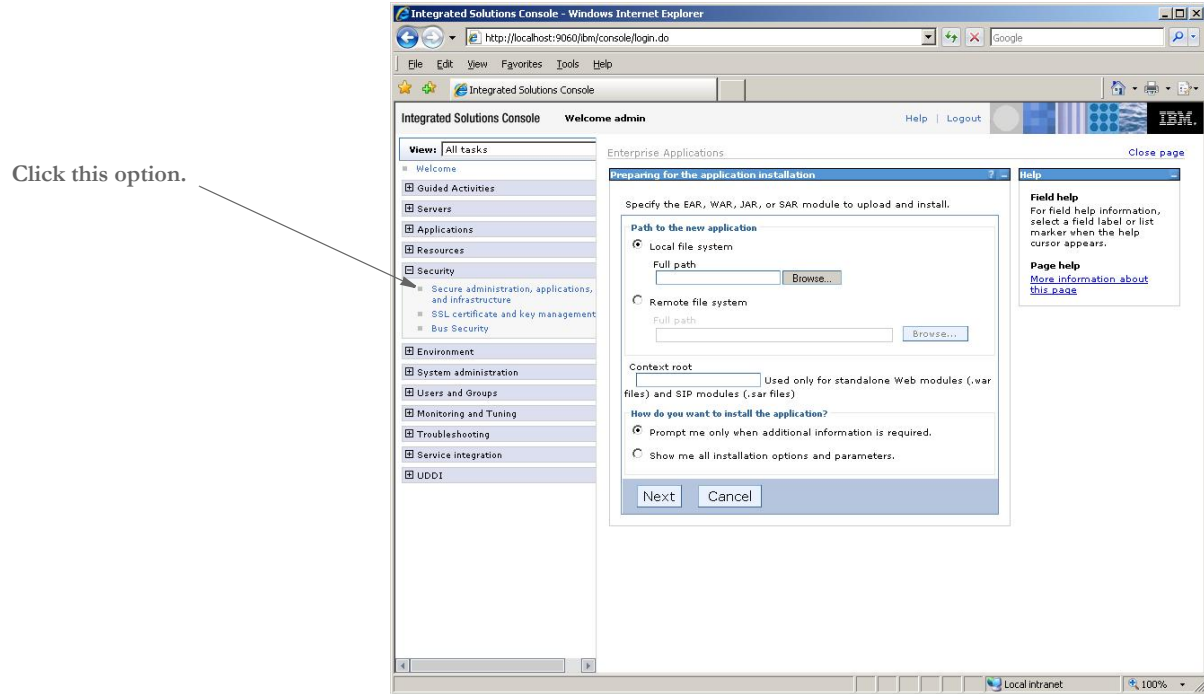 Click this option.
Integrated Solutions Console - Windows Internet Explorer
http://localhost:9060/ibm/console/login.do
Google
File Edit View Favorites Tools Help
Integrated Solutions Console
Integrated Solutions Console Welcome admin
Help | Logout
IBM.
View: All tasks
Welcome
Guided Activities
Servers
Applications
Resources
Security
Secure administration, applications,
and infrastructure
SSL certificate and key management
Bus Security
Environment
System administration
Users and Groups
Monitoring and Tuning
Troubleshooting
Service integration
UDDI
Enterprise Applications
Close page
Preparing for the application installation
? -
Specify the EAR, WAR, JAR, or SAR module to upload and install.
Path to the new application
Local file system
Full path
Browse...
Remote file system
Full path
Browse...
Context root
Used only for standalone Web modules (.war
files) and SIP modules (.sar files)
How do you want to install the application?
Prompt me only when additional information is required.
Show me all installation options and parameters.
Next Cancel
Help
Field help
For field help information,
select a field label or list
marker when the help
cursor appears.
Page help
More information about
this page
Local intranet
100%